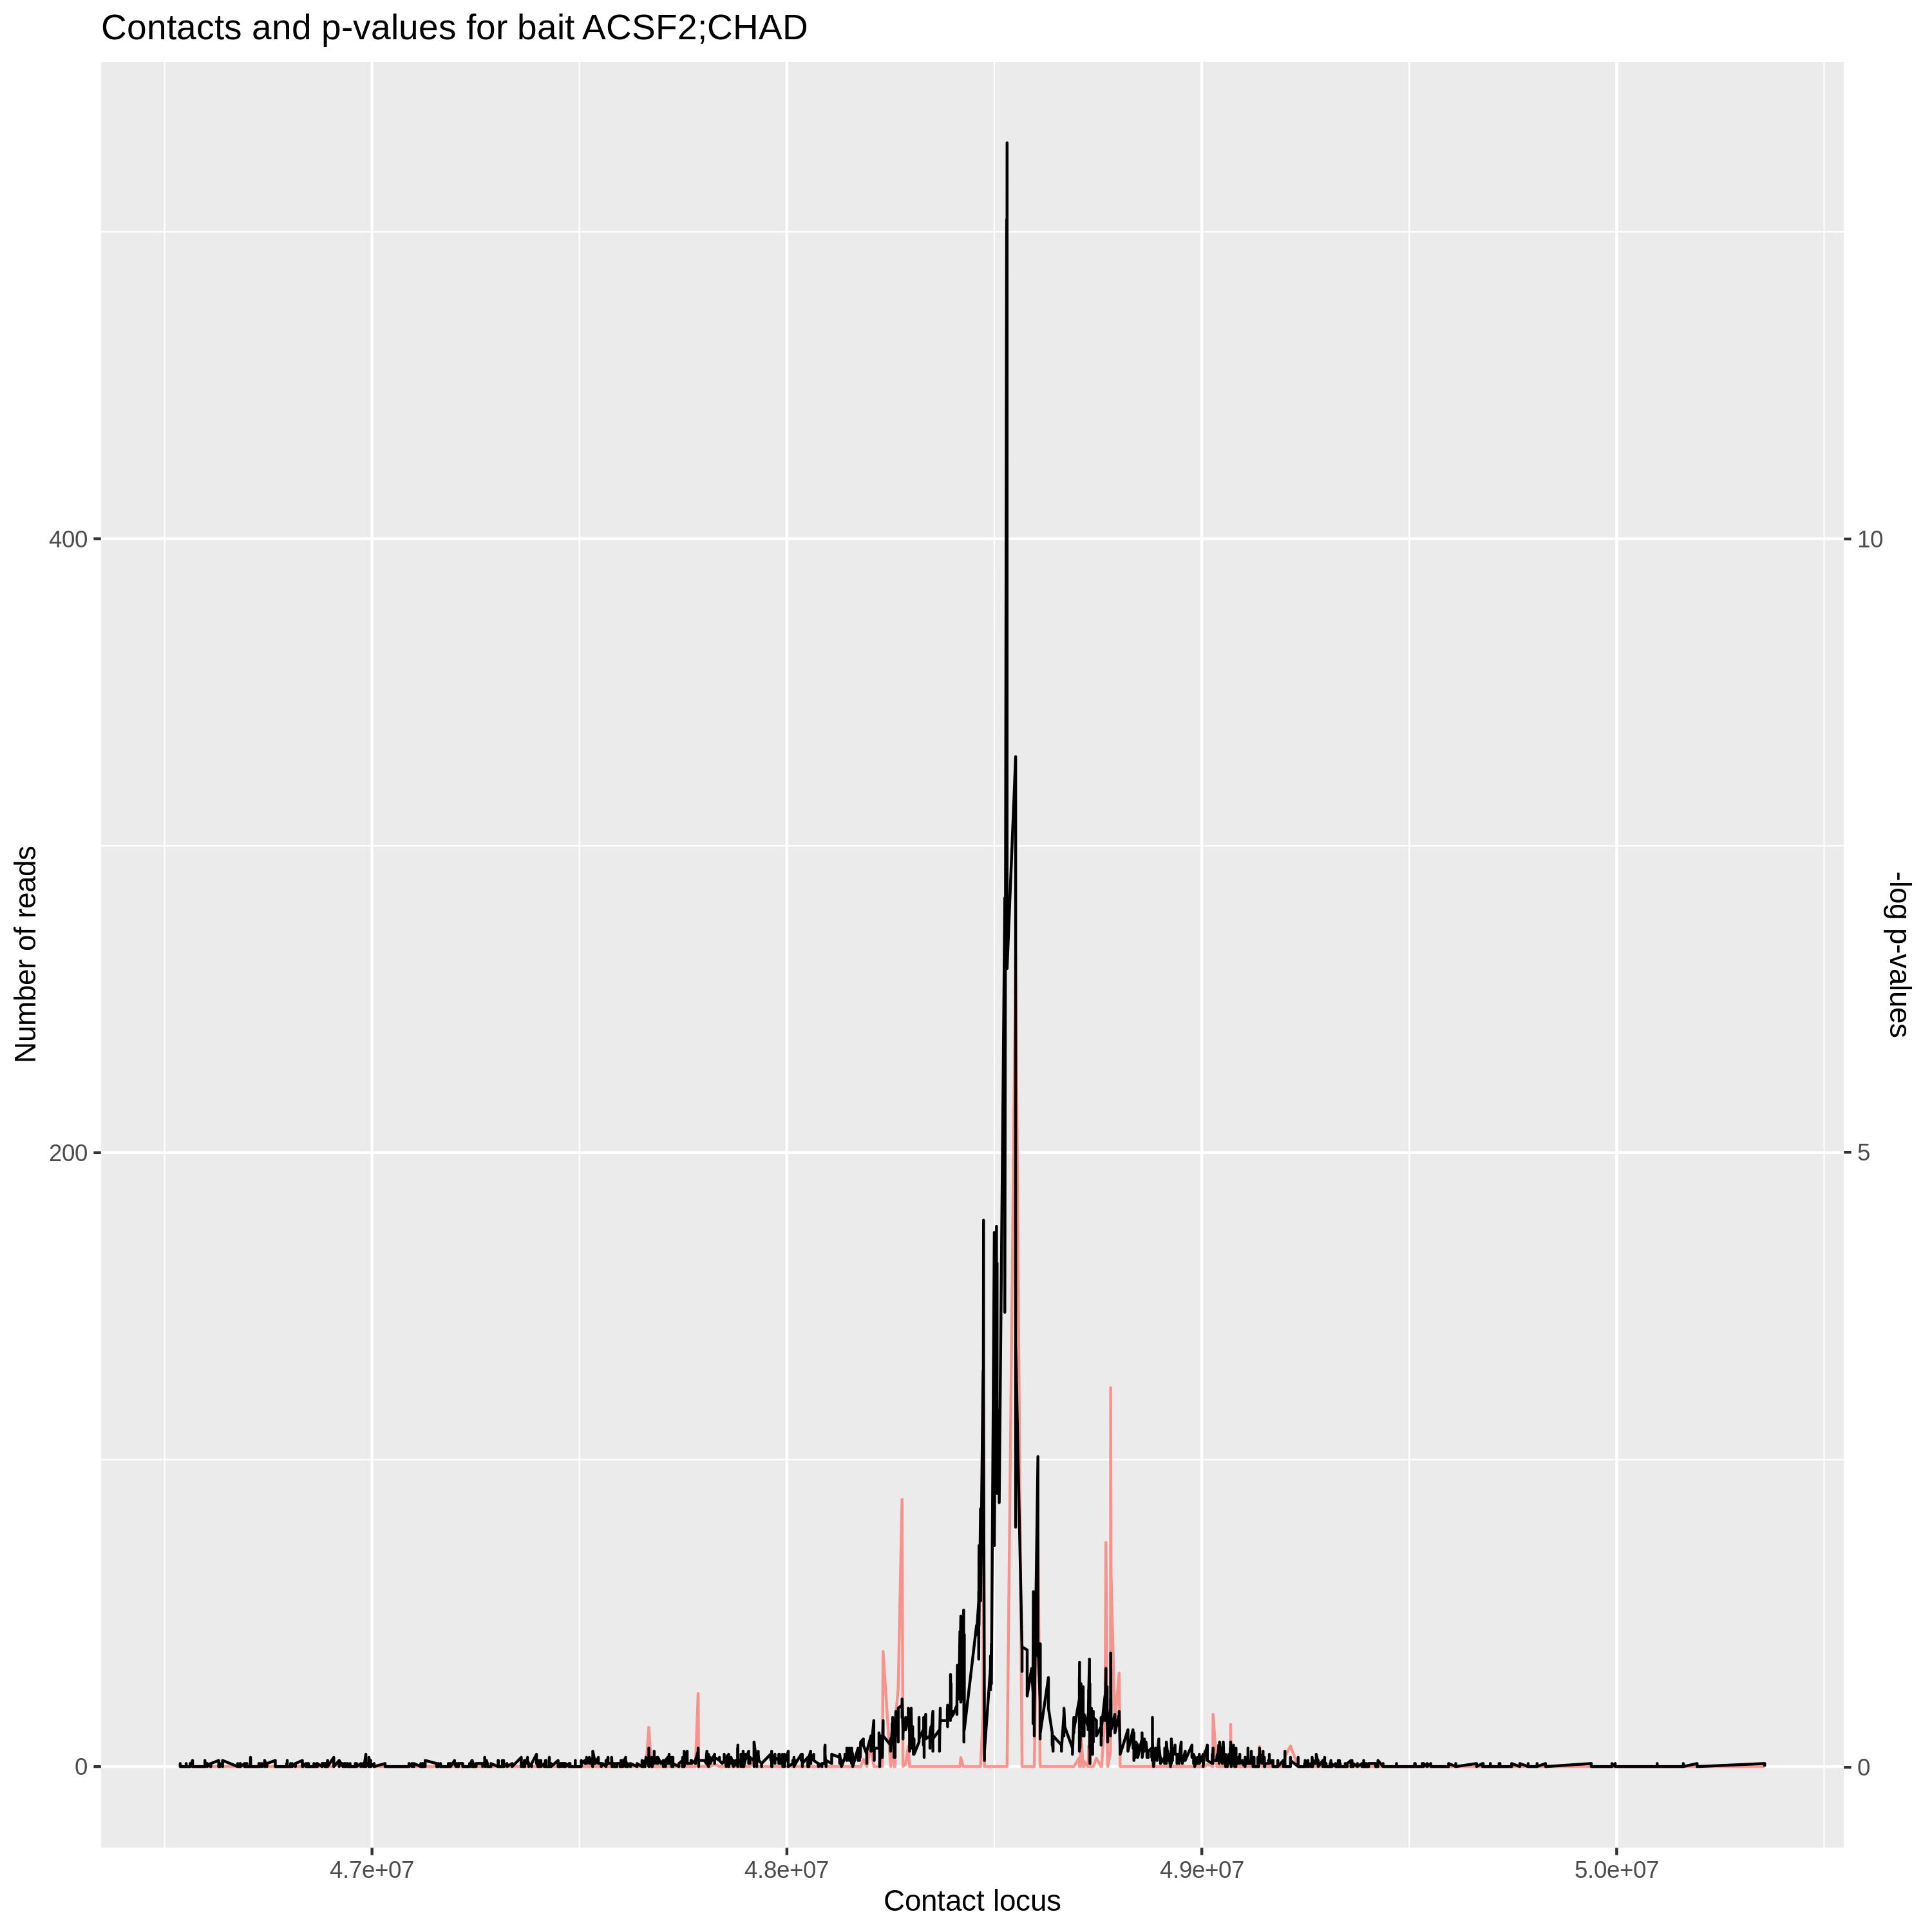 Contacts and p-values for bait ACSF2;CHAD
Number of reads
400
200
0
10
5
0
-log p-values
4.7e+07
4.8e+07
4.9e+07
5.0e+07
Contact locus